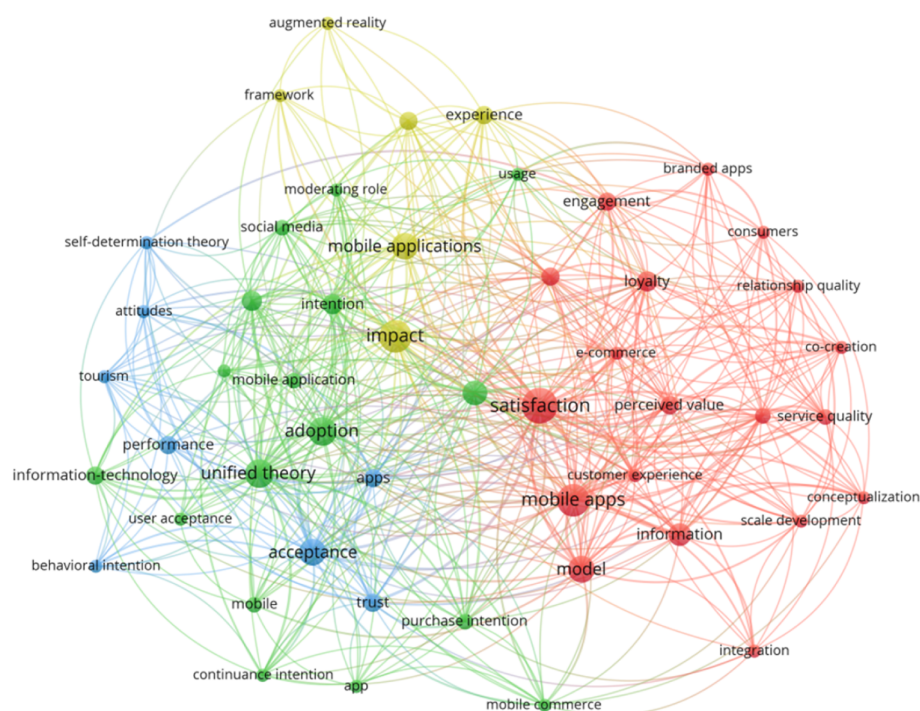 augmented reality
framework
experience
branded apps
usage
moderating role
engagement
social media
consumers
self-determination theory
mobile applications
loyalty
relationship quality
intention
attitudes
impact
co-creation
e-commerce
tourism
mobile application
satisfaction
perceived value
service quality
adoption
performance
information-technology
unified theory
apps
customer experience
mobile apps
conceptualization
user acceptance
scale development
information
acceptance
behavioral intention
model
mobile
trust
purchase intention
integration
continuance intention
app
mobile commerce